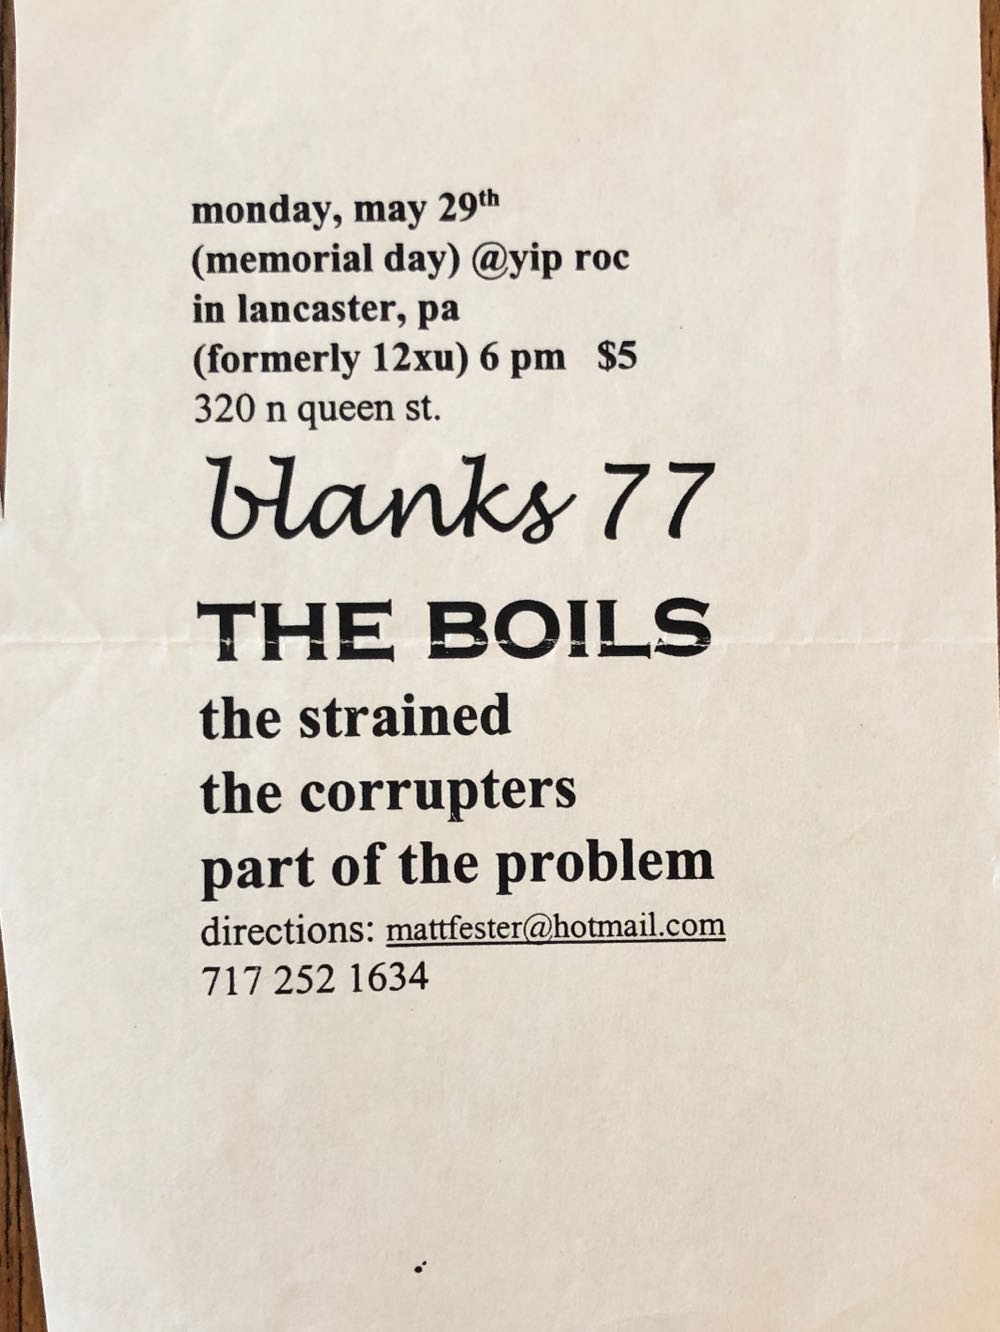 monday, may 29th
(memorial day) @yip roc
in lancaster, pa
(formerly 12xu) 6 pm $5
320 n queen st.
blanks 77
THE BOILS
the strained
the corrupters
part of the problem
directions: mattfester@hotmail.com
717 252 1634